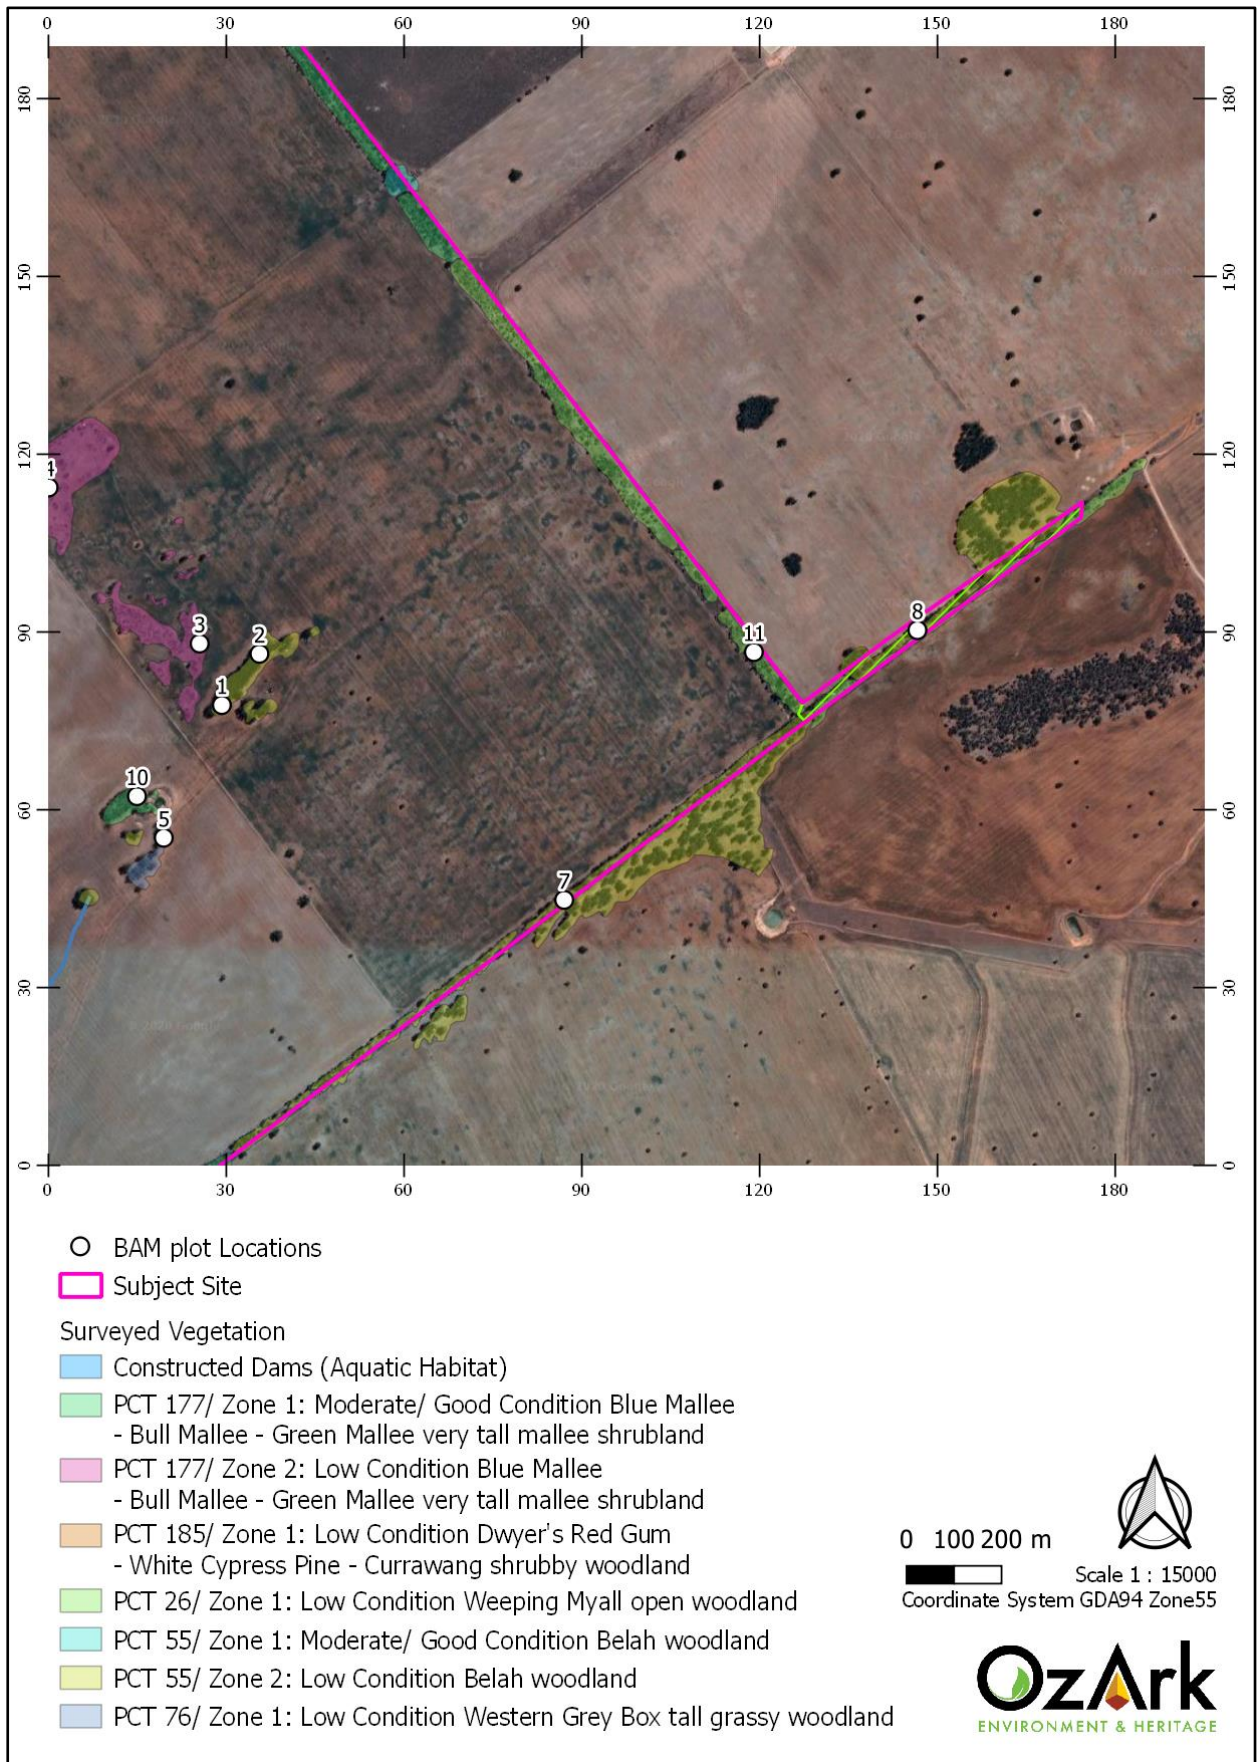 0 30 60 90 120 150 180
180 180
150 150
120 120
4
11
8
3
2
90 90
1
10
5
60 60
7
30 30
0 0
0 30 60 90 120 150 180
BAM plot Locations
Subject Site
Surveyed Vegetation
Constructed Dams (Aquatic Habitat)
PCT 177/ Zone 1: Moderate/ Good Condition Blue Mallee
- Bull Mallee - Green Mallee very tall mallee shrubland
PCT 177/ Zone 2: Low Condition Blue Mallee
- Bull Mallee - Green Mallee very tall mallee shrubland
PCT 185/ Zone 1: Low Condition Dwyer's Red Gum
- White Cypress Pine - Currawang shrubby woodland
PCT 26/ Zone 1: Low Condition Weeping Myall open woodland
PCT 55/ Zone 1: Moderate/ Good Condition Belah woodland
PCT 55/ Zone 2: Low Condition Belah woodland
PCT 76/ Zone 1: Low Condition Western Grey Box tall grassy woodland
0 100 200 m
Scale 1 : 15000
Coordinate System GDA94 Zone55
OzArk
ENVIRONMENT & HERITAGE